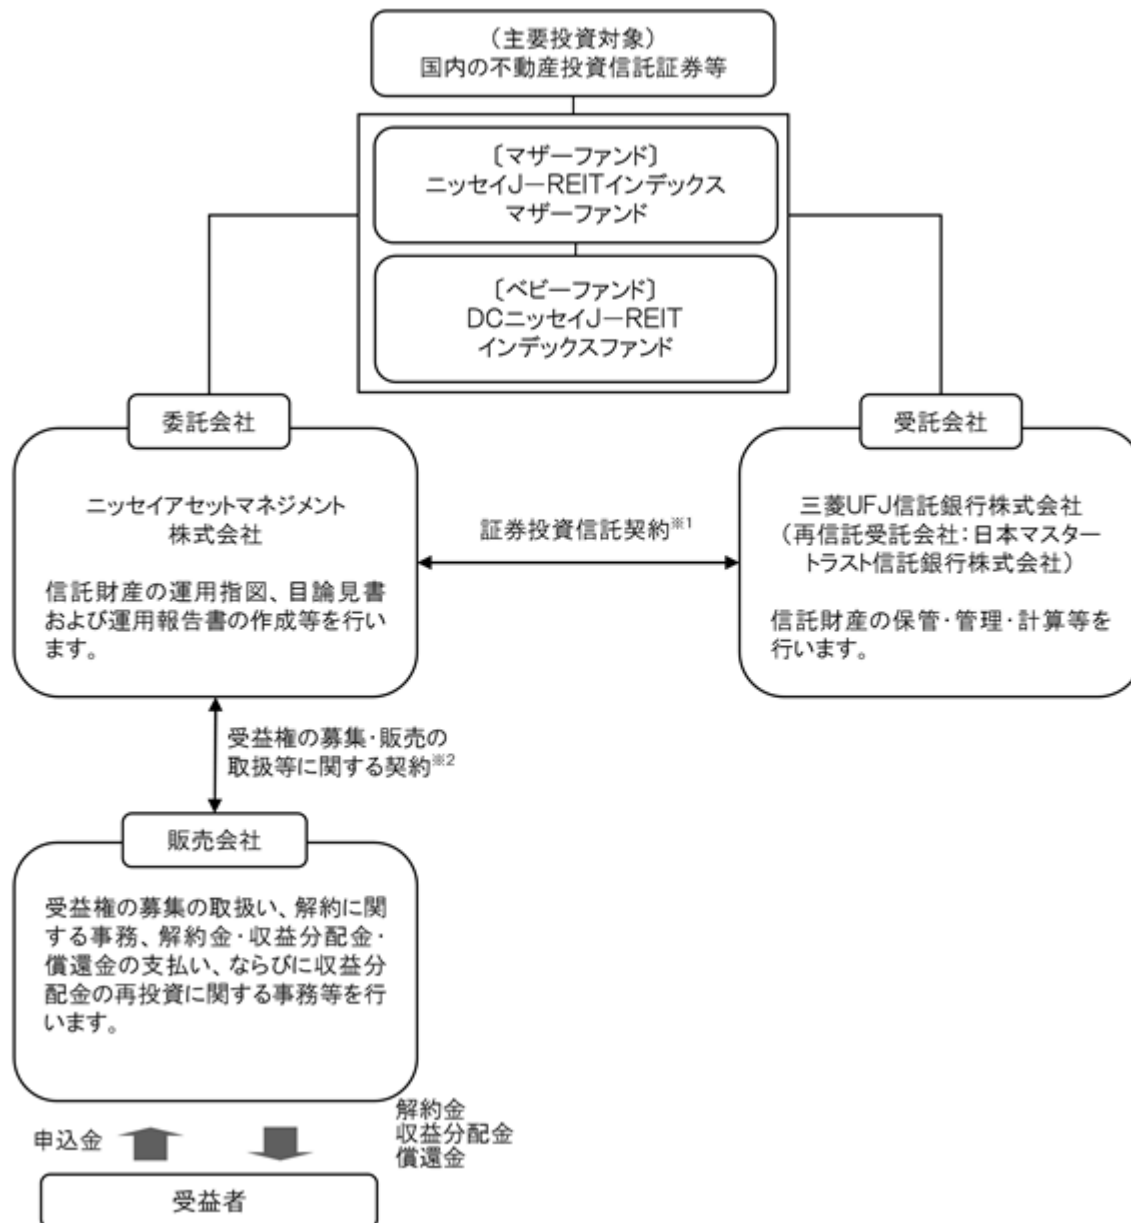 （主要投資対象）
国内の不動産投資信託証券等
〔マザーファンド〕
ニッセイJ－REITインデックス
マザーファンド
〔ベビーファンド〕
DCニッセイJ－REIT
インデックスファンド
委託会社
ニッセイアセットマネジメント
株式会社
信託財産の運用指図、目論見書
および運用報告書の作成等を行い
ます。
証券投資信託契約※1
受託会社
三菱UFJ信託銀行株式会社
（再信託受託会社：日本マスター
トラスト信託銀行株式会社）
信託財産の保管・管理・計算等を
行います。
受益権の募集・販売の
取扱等に関する契約※2
販売会社
受益権の募集の取扱い、解約に関
する事務、解約金・収益分配金・
償還金の支払い、ならびに収益分
配金の再投資に関する事務等を行
います。
申込金
解約金
収益分配金
償還金
受益者